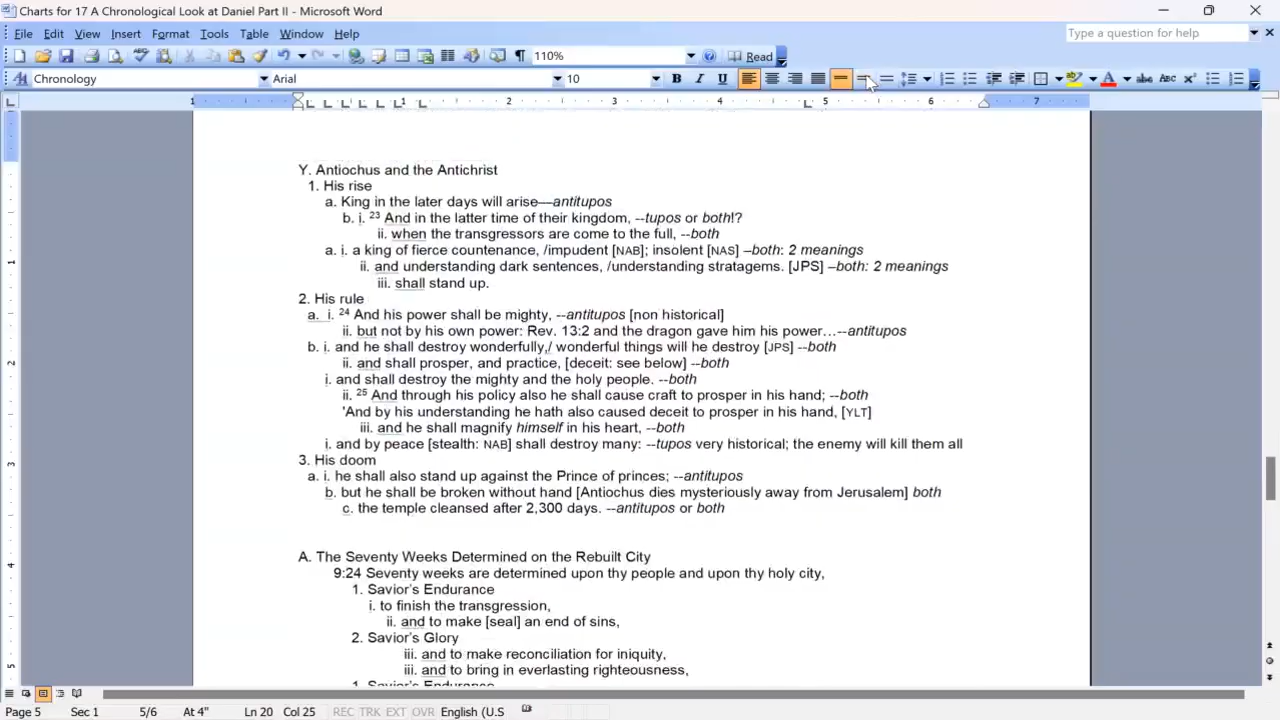 Charts for 17 A Chronological Look at Daniel Part II - Microsoft Word
File Edit View Insert Format Tools Table Window Help
Type a question for help
110%
Read
Chronology
Arial
10
B I U
1 1 2 3 4 5 6 7
Y. Antiochus and the Antichrist
1. His rise
a. King in the later days will arise—antitupos
b. i. 23 And in the latter time of their kingdom, --tupos or both!?
ii. when the transgressors are come to the full, --both
a. i. a king of fierce countenance, /impudent [NAB]; insolent [NAS] –both: 2 meanings
ii. and understanding dark sentences, /understanding stratagems. [JPS] –both: 2 meanings
iii. shall stand up.
2. His rule
a. i. 24 And his power shall be mighty, --antitupos [non historical]
ii. but not by his own power: Rev. 13:2 and the dragon gave him his power…--antitupos
b. i. and he shall destroy wonderfully,/ wonderful things will he destroy [JPS] --both
ii. and shall prosper, and practice, [deceit: see below] --both
i. and shall destroy the mighty and the holy people. --both
ii. 25 And through his policy also he shall cause craft to prosper in his hand; --both
'And by his understanding he hath also caused deceit to prosper in his hand, [YLT]
iii. and he shall magnify himself in his heart, --both
i. and by peace [stealth: NAB] shall destroy many: --tupos very historical; the enemy will kill them all
3. His doom
a. i. he shall also stand up against the Prince of princes; --antitupos
b. but he shall be broken without hand [Antiochus dies mysteriously away from Jerusalem] both
c. the temple cleansed after 2,300 days. --antitupos or both
A. The Seventy Weeks Determined on the Rebuilt City
9:24 Seventy weeks are determined upon thy people and upon thy holy city,
1. Savior's Endurance
i. to finish the transgression,
ii. and to make [seal] an end of sins,
2. Savior's Glory
iii. and to make reconciliation for iniquity,
iii. and to bring in everlasting righteousness,
1. Savior's Endurance
Page 5 Sec 1 5/6 At 4" Ln 20 Col 25 REC TRK EXT OVR English (U.S